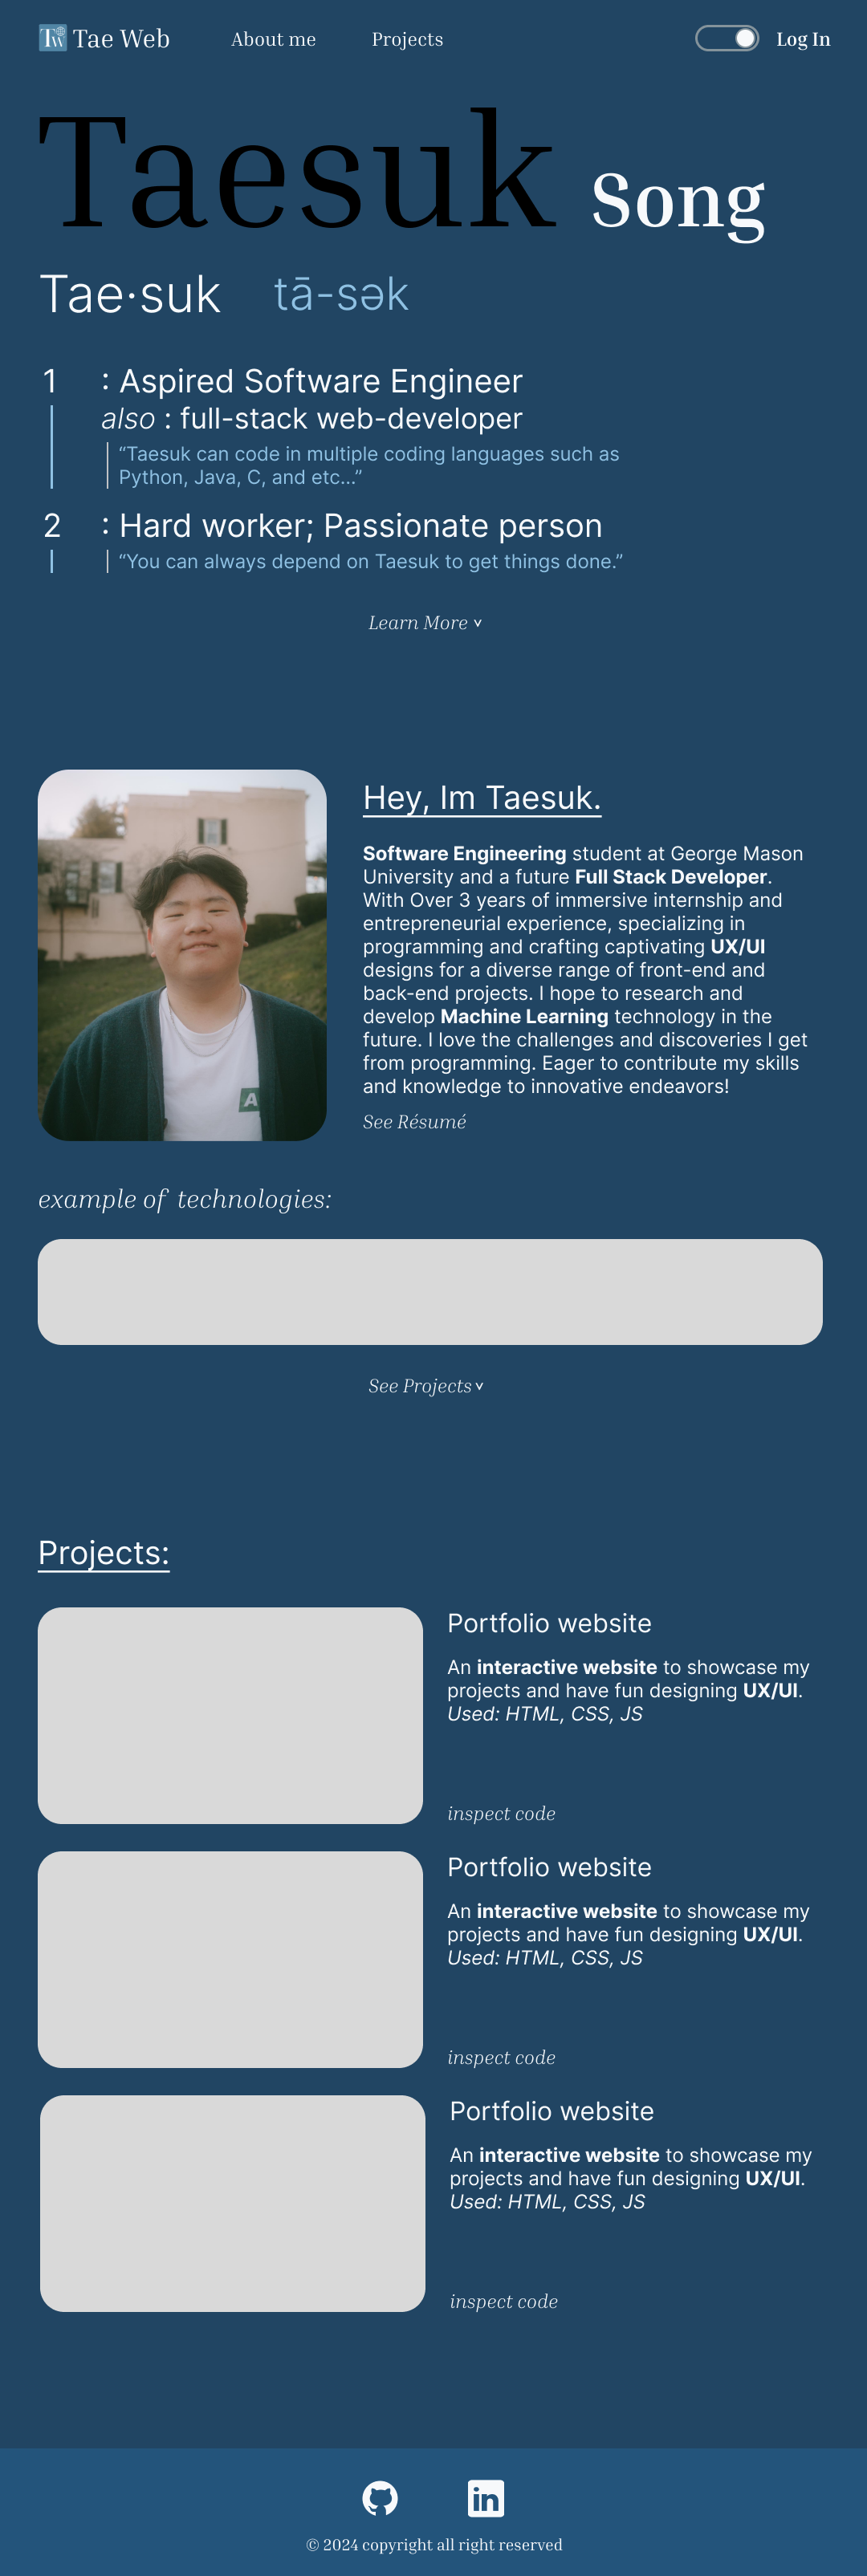 TW Tae Web About me Projects Log In
Taesuk Song
Tae·suk tā-sək
1 : Aspired Software Engineer
also : full-stack web-developer
“Taesuk can code in multiple coding languages such as
Python, Java, C, and etc...”
2 : Hard worker; Passionate person
“You can always depend on Taesuk to get things done.”
Learn More
Hey, Im Taesuk.
Software Engineering student at George Mason
University and a future Full Stack Developer.
With Over 3 years of immersive internship and
entrepreneurial experience, specializing in
programming and crafting captivating UX/UI
designs for a diverse range of front-end and
back-end projects. I hope to research and
develop Machine Learning technology in the
future. I love the challenges and discoveries I get
from programming. Eager to contribute my skills
and knowledge to innovative endeavors!
See Résumé
A
example of technologies:
See Projects
Projects:
Portfolio website
An interactive website to showcase my
projects and have fun designing UX/UI.
Used: HTML, CSS, JS
inspect code
Portfolio website
An interactive website to showcase my
projects and have fun designing UX/UI.
Used: HTML, CSS, JS
inspect code
Portfolio website
An interactive website to showcase my
projects and have fun designing UX/UI.
Used: HTML, CSS, JS
inspect code
in
© 2024 copyright all right reserved